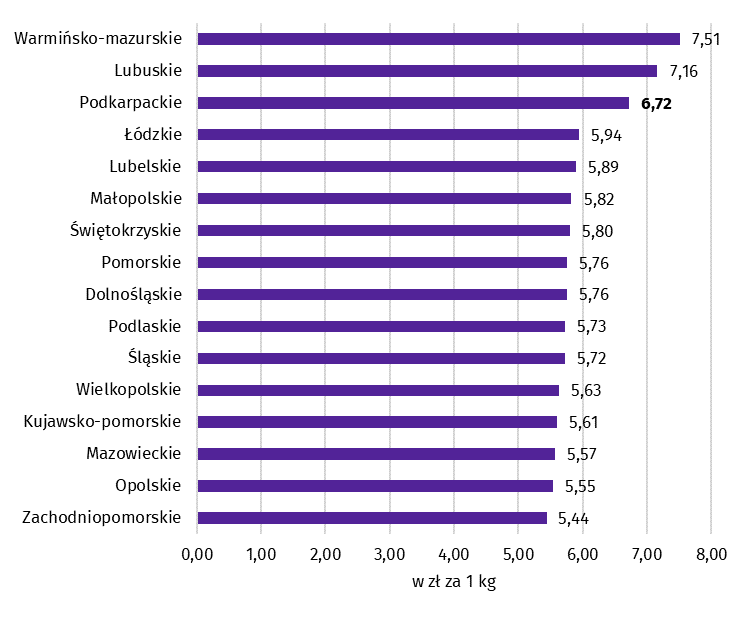 Warmińsko-mazurskie 7,51
Lubuskie 7,16
Podkarpackie 6,72
Łódzkie 5,94
Lubelskie 5,89
Małopolskie 5,82
Świętokrzyskie 5,80
Pomorskie 5,76
Dolnośląskie 5,76
Podlaskie 5,73
Śląskie 5,72
Wielkopolskie 5,63
Kujawsko-pomorskie 5,61
Mazowieckie 5,57
Opolskie 5,55
Zachodniopomorskie 5,44
0,00 1,00 2,00 3,00 4,00 5,00 6,00 7,00 8,00
w zł za 1 kg